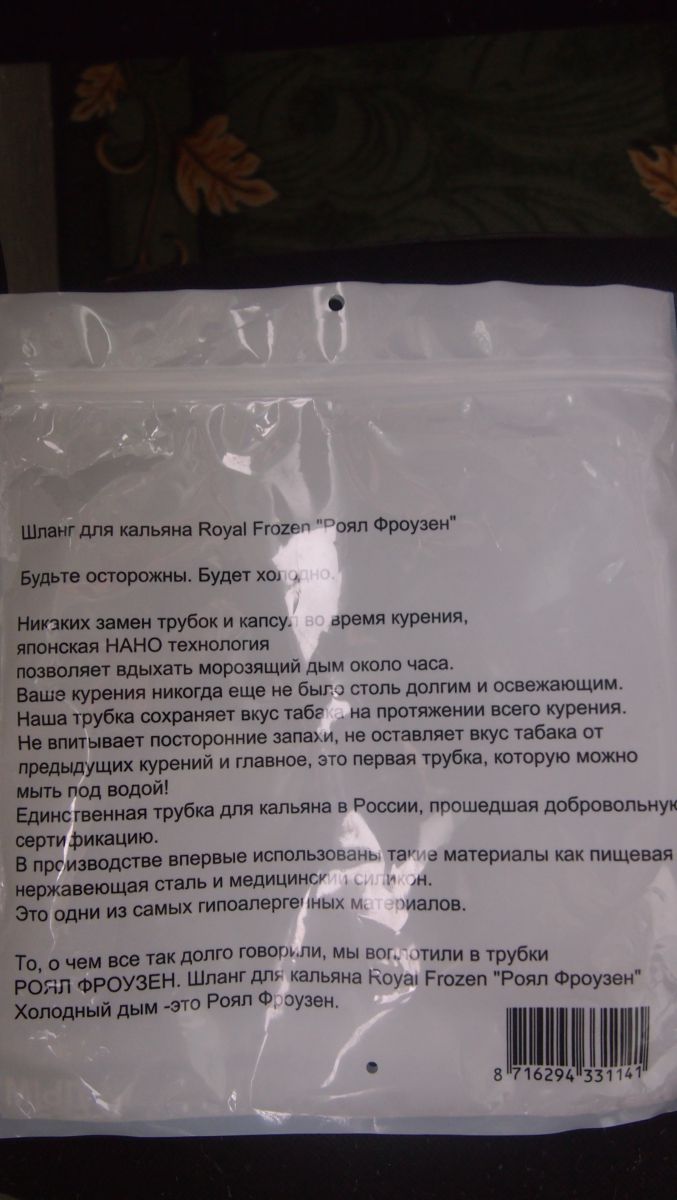 Шланг для кальяна Royal Frozen "Роял Фроузен"
Будьте осторожны. Будет холодно.
Никаких замен трубок и капсул во время курения,
японская НАНО технология
позволяет вдыхать морозящий дым около часа.
Ваше курения никогда еще не было столь долгим и освежающим.
Наша трубка сохраняет вкус табака на протяжении всего курения.
Не впитывает посторонние запахи, не оставляет вкус табака от
предыдущих курений и главное, это первая трубка, которую можно
мыть под водой!
Единственная трубка для кальяна в России, прошедшая добровольную
сертификацию.
В производстве впервые использованы такие материалы как пищевая
нержавеющая сталь и медицинский силикон.
Это одни из самых гипоалергенных материалов.
То, о чем все так долго говорили, мы воплотили в трубки
РОЯЛ ФРОУЗЕН. Шланг для кальяна Royal Frozen "Роял Фроузен"
Холодный дым -это Роял Фроузен.
8 716294 331141